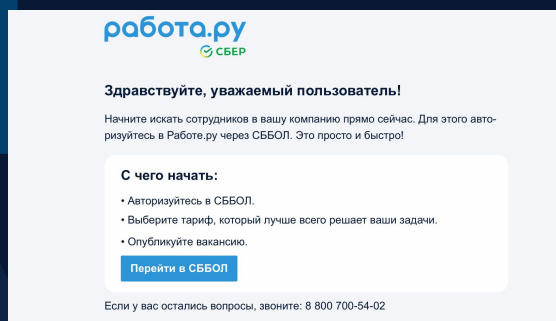 работа.ру
СБЕР
Здравствуйте, уважаемый пользователь!
Начните искать сотрудников в вашу компанию прямо сейчас. Для этого авто-
ризуйтесь в Работе.ру через СББОЛ. Это просто и быстро!
С чего начать:
• Авторизуйтесь в СББОЛ.
• Выберите тариф, который лучше всего решает ваши задачи.
• Опубликуйте вакансию.
Перейти в СББОЛ
Если у вас остались вопросы, звоните: 8 800 700-54-02